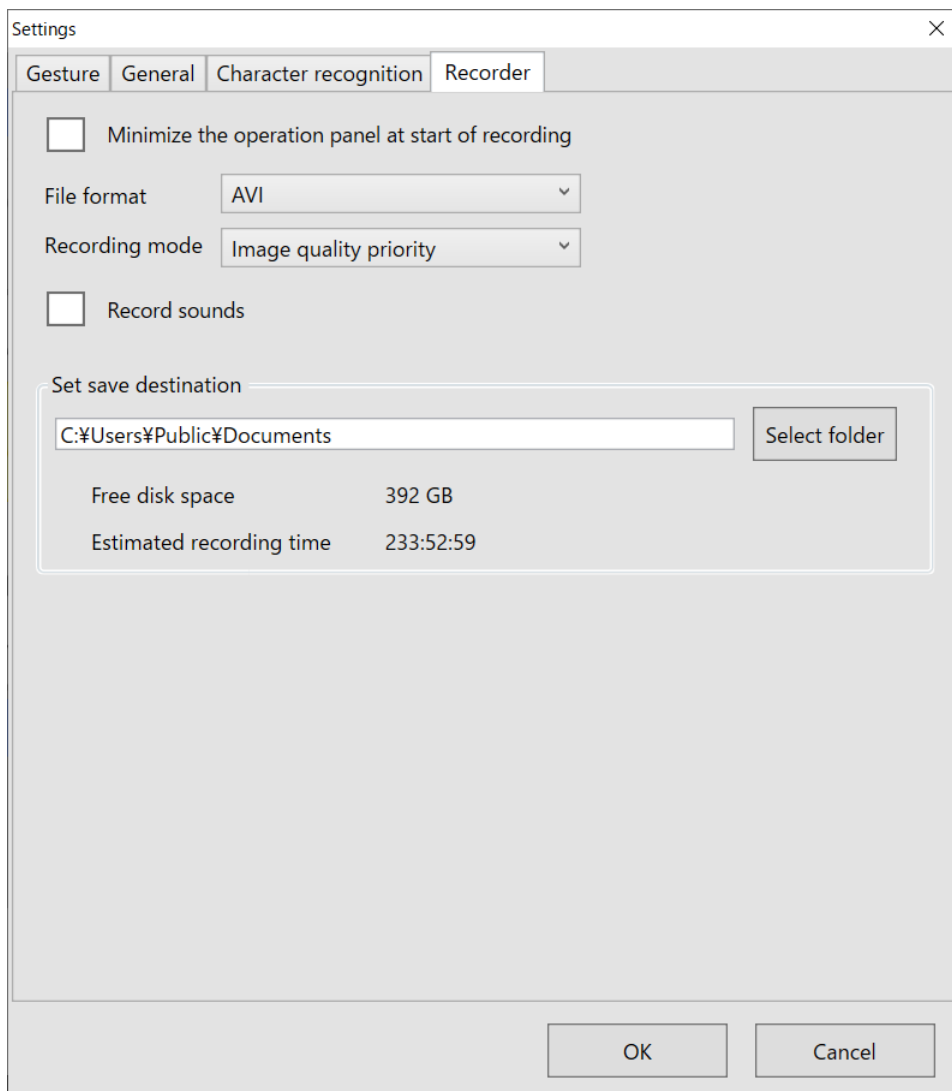 Settings
Gesture General Character recognition Recorder
Minimize the operation panel at start of recording
File format AVI
Recording mode Image quality priority
Record sounds
Set save destination
C:¥Users¥Public¥Documents Select folder
Free disk space 392 GB
Estimated recording time 233:52:59
OK Cancel